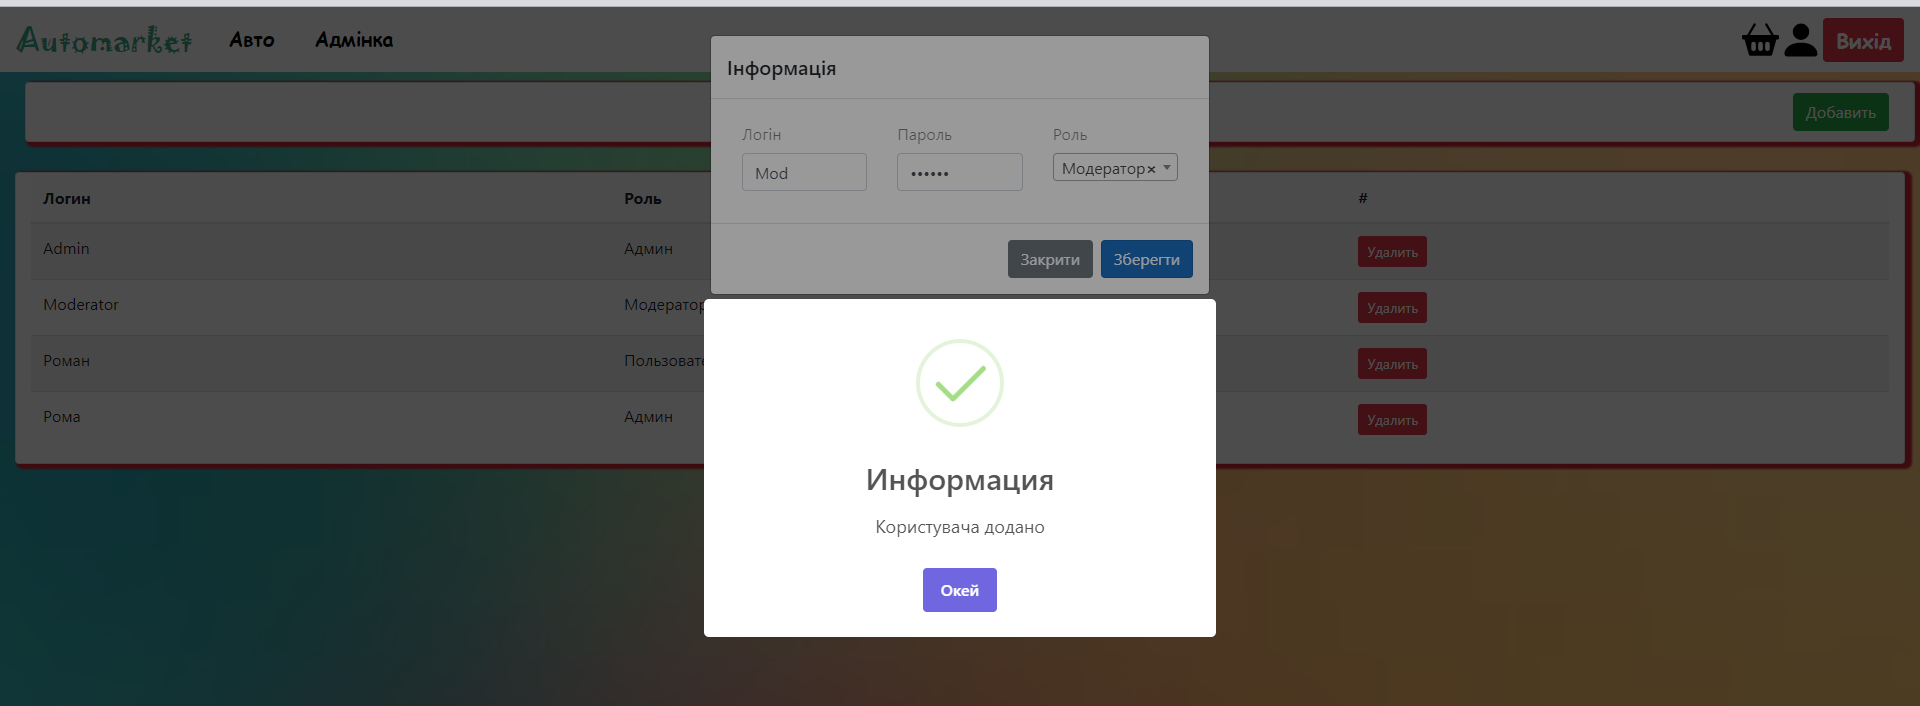 Automarket Авто Адмінка Вихід
Добавить
Інформація
Логін Пароль Роль
Mod •••••• Модератор×
Закрити Зберегти
Логин Роль #
Admin Админ Удалить
Moderator Модератор Удалить
Роман Пользовате Удалить
Рома Админ Удалить
Информация
Користувача додано
Окей